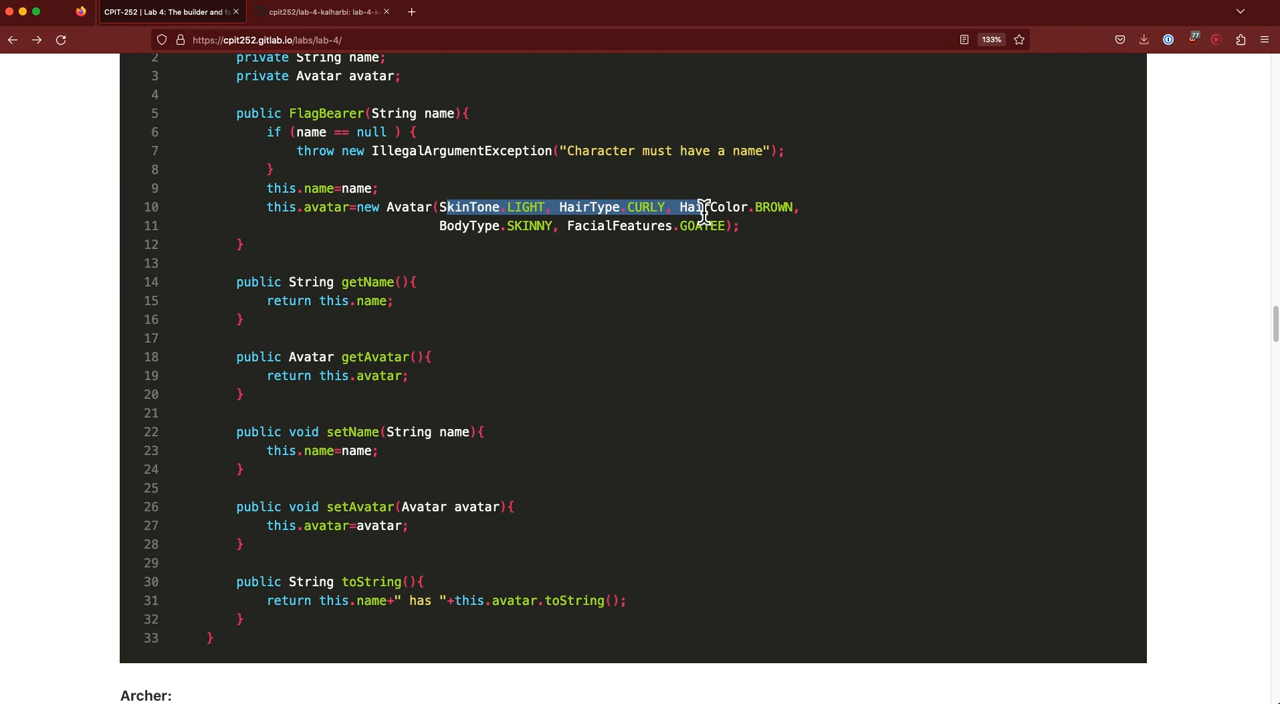 CPIT-252 | Lab 4: The builder and fa
cpit252/lab-4-kalharbi: lab-4-k
https://cpit252.gitlab.io/labs/lab-4/
133%
77
2 private String name;
3 private Avatar avatar;
4
5 public FlagBearer(String name){
6 if (name == null ) {
7 throw new IllegalArgumentException("Character must have a name");
8 }
9 this.name=name;
10 this.avatar=new Avatar(SkinTone.LIGHT, HairType.CURLY, HairColor.BROWN,
11 BodyType.SKINNY, FacialFeatures.GOATEE);
12 }
13
14 public String getName(){
15 return this.name;
16 }
17
18 public Avatar getAvatar(){
19 return this.avatar;
20 }
21
22 public void setName(String name){
23 this.name=name;
24 }
25
26 public void setAvatar(Avatar avatar){
27 this.avatar=avatar;
28 }
29
30 public String toString(){
31 return this.name+" has "+this.avatar.toString();
32 }
33 }
Archer: